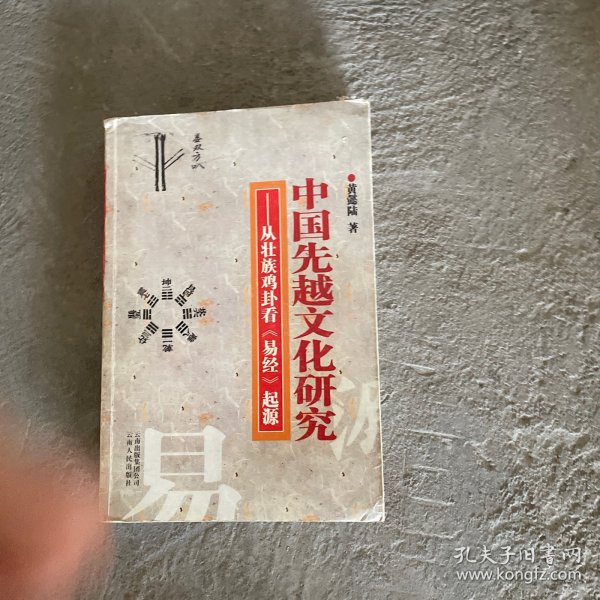 黄懿陆 著
中国先越文化研究
——从壮族鸡卦看《易经》起源
云南出版集团公司
云南人民出版社
易
源
孔夫子旧书网
www.kongfz.com